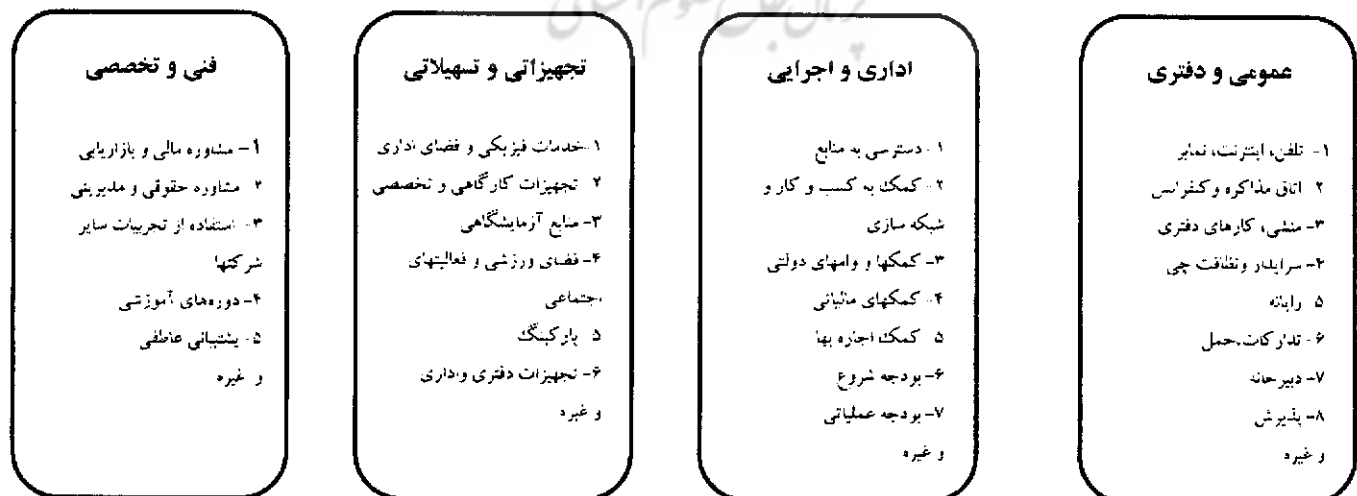 عمومی و دفتری
۱- تلفن، اینترنت، نمابر
۲ اتاق مذاکره و کنفرانس
۳- منشی، کارهای دفتری
۴- سرایدار ونظافت چی
۵ رایانه
۶- تدارکات، حمل
۷- دبیرخانه
۸- پذیرش
و غیره
اداری و اجرایی
۱- دسترسی به منابع
۲- کمک به کسب و کار و
شبکه سازی
۳- کمکها و وامهای دولتی
۴- کمکهای مالیاتی
۵ کمک اجاره بها
۶- بودجه شروع
۷- بودجه عملیاتی
و غیره
تجهیزاتی و تسهیلاتی
۱- خدمات فیزیکی و فضای اداری
۲ تجهیزات کارگاهی و تخصصی
۳- منابع آزمایشگاهی
۴- فضای ورزشی و فعالیتهای
اجتماعی
۵ پارکینگ
۶- تجهیزات دفتری واداری
و غیره
فنی و تخصصی
۱- مشاوره مالی و بازاریابی
۲ مشاوره حقوقی و مدیریتی
۳- استفاده از تجربیات سایر
شرکتها
۴- دورههای آموزشی
۵- پشتیبانی عاطفی
و غیره